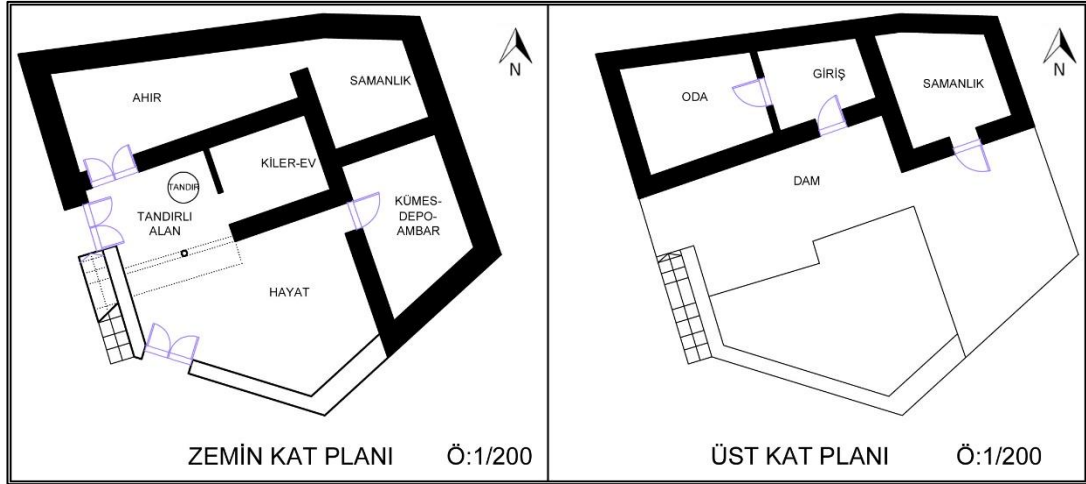 AHIR
SAMANLIK
N
KİLER-EV
TANDIR
TANDIRLI
ALAN
KÜMES-
DEPO-
AMBAR
HAYAT
ZEMİN KAT PLANI Ö:1/200
ODA
GİRİŞ
SAMANLIK
N
DAM
ÜST KAT PLANI Ö:1/200